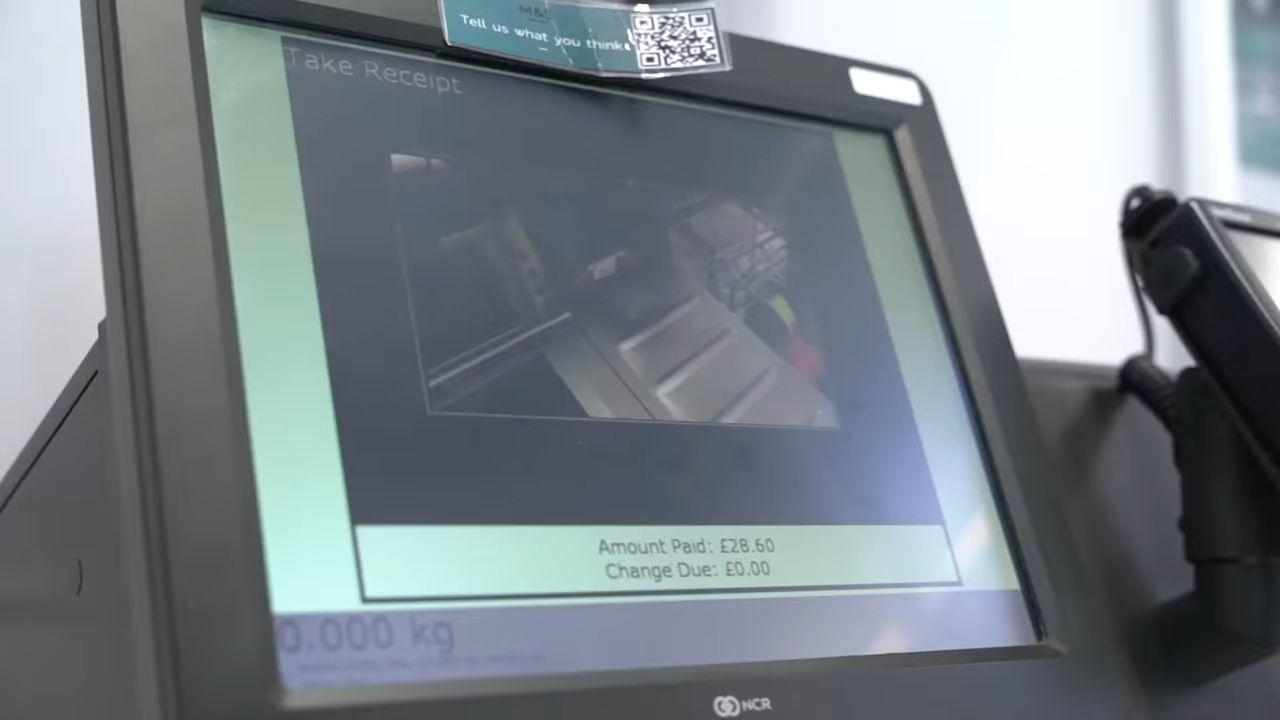 M&S
Tell us what you think
Take Receipt
Amount Paid: £28.60
Change Due: £0.00
0.000 kg
NCR